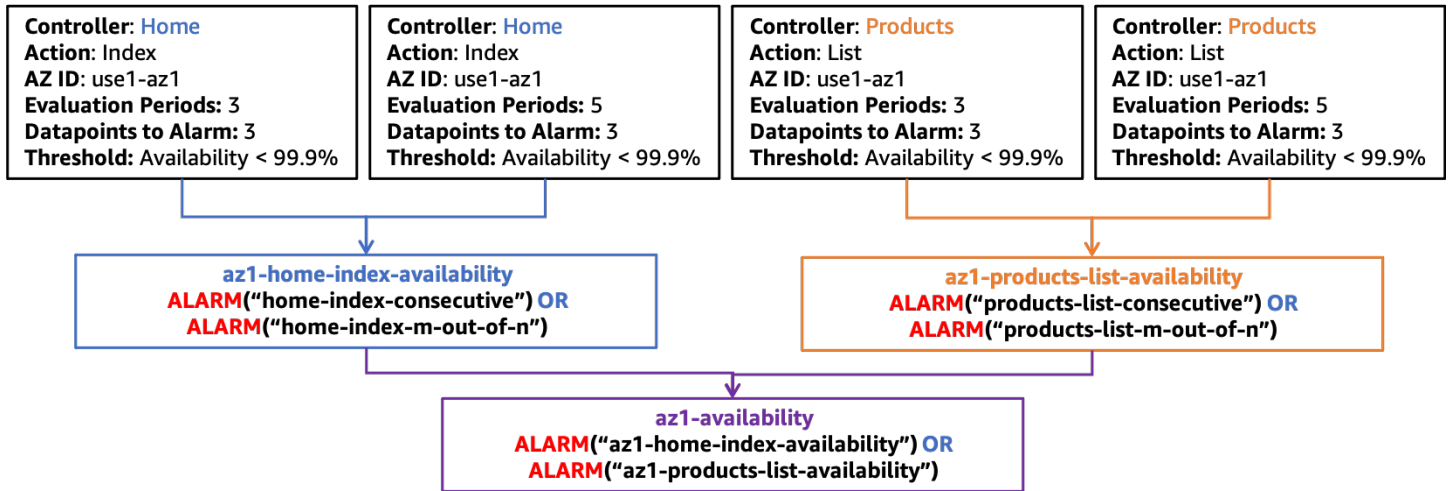 Controller: Home
Action: Index
AZ ID: use1-az1
Evaluation Periods: 3
Datapoints to Alarm: 3
Threshold: Availability < 99.9%
Controller: Home
Action: Index
AZ ID: use1-az1
Evaluation Periods: 5
Datapoints to Alarm: 3
Threshold: Availability < 99.9%
Controller: Products
Action: List
AZ ID: use1-az1
Evaluation Periods: 3
Datapoints to Alarm: 3
Threshold: Availability < 99.9%
Controller: Products
Action: List
AZ ID: use1-az1
Evaluation Periods: 5
Datapoints to Alarm: 3
Threshold: Availability < 99.9%
az1-home-index-availability
ALARM(“home-index-consecutive”) OR
ALARM(“home-index-m-out-of-n”)
az1-products-list-availability
ALARM(“products-list-consecutive”) OR
ALARM(“products-list-m-out-of-n”)
az1-availability
ALARM(“az1-home-index-availability”) OR
ALARM(“az1-products-list-availability”)